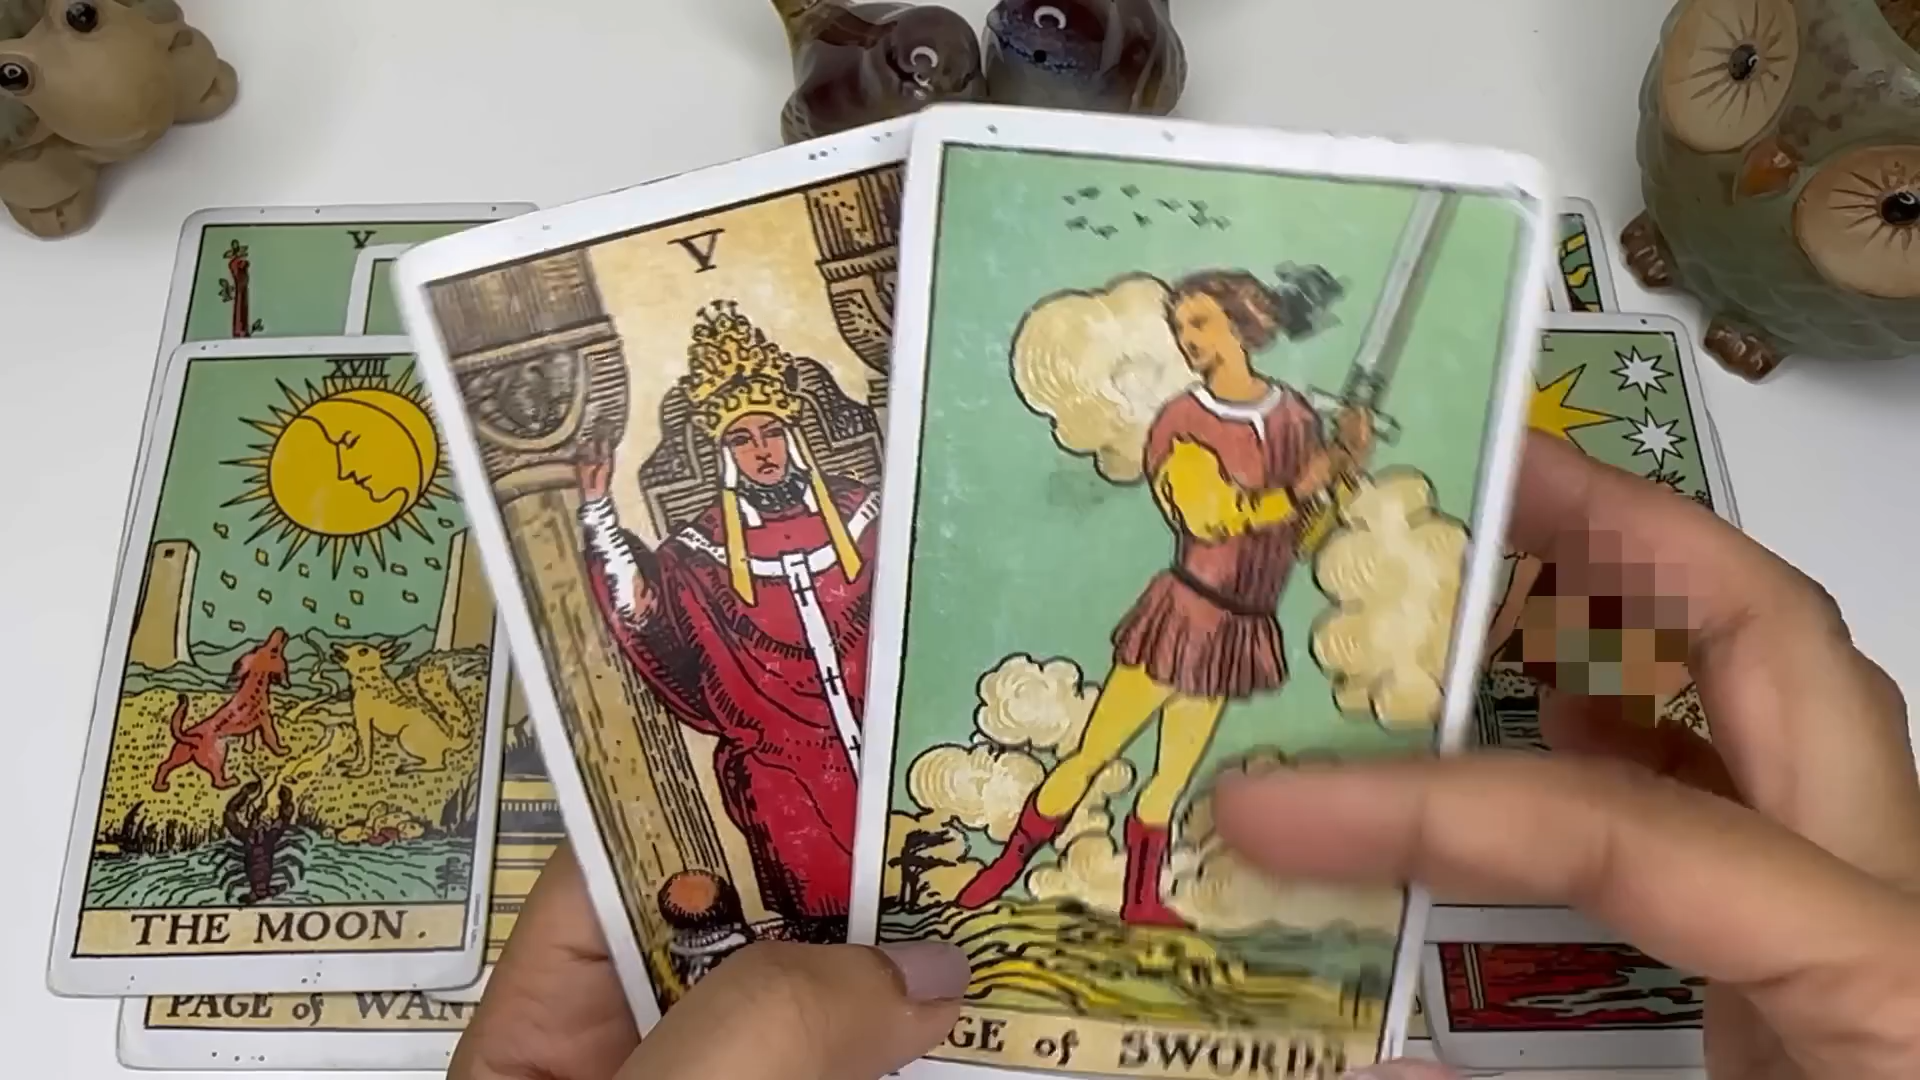 V
V
XVIII
THE MOON.
PAGE of WAN
GE of SWORDS